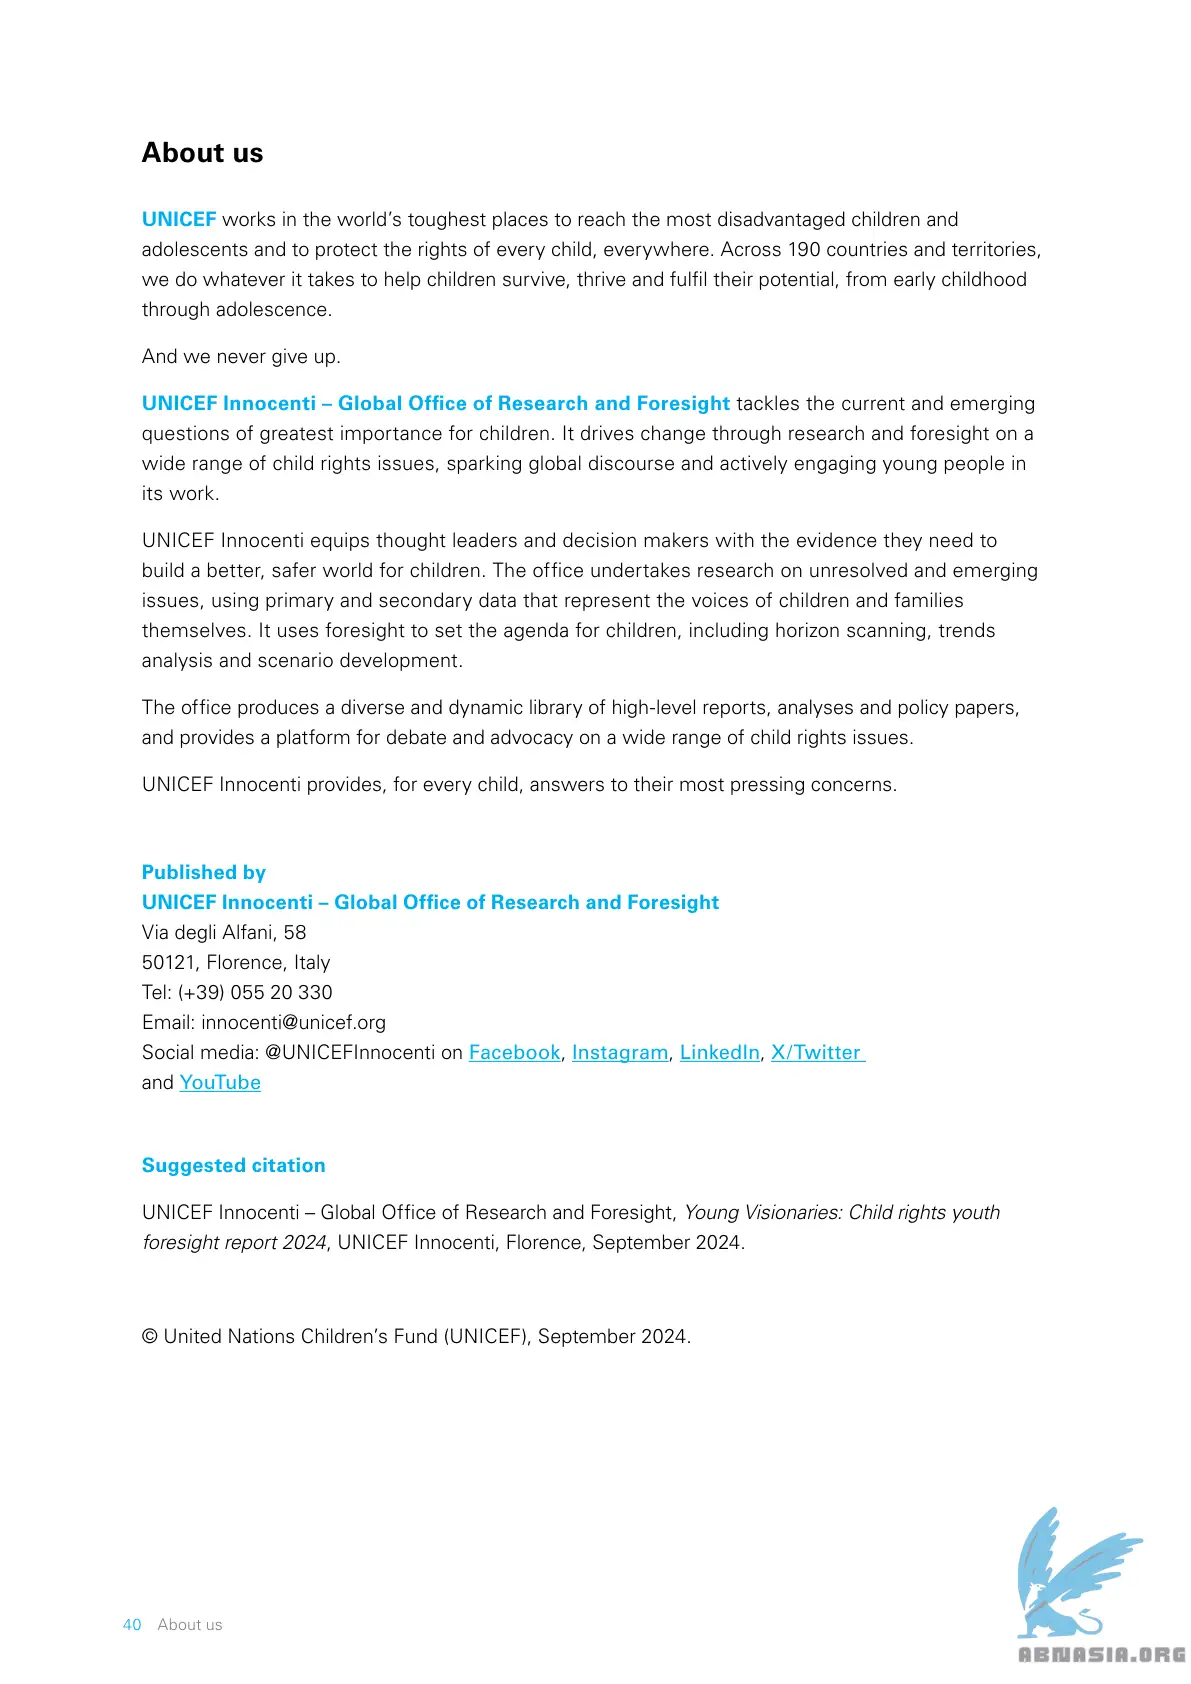 About us
UNICEF works in the world’s toughest places to reach the most disadvantaged children and
adolescents and to protect the rights of every child, everywhere. Across 190 countries and territories,
we do whatever it takes to help children survive, thrive and fulfil their potential, from early childhood
through adolescence.
And we never give up.
UNICEF Innocenti – Global Office of Research and Foresight tackles the current and emerging
questions of greatest importance for children. It drives change through research and foresight on a
wide range of child rights issues, sparking global discourse and actively engaging young people in
its work.
UNICEF Innocenti equips thought leaders and decision makers with the evidence they need to
build a better, safer world for children. The office undertakes research on unresolved and emerging
issues, using primary and secondary data that represent the voices of children and families
themselves. It uses foresight to set the agenda for children, including horizon scanning, trends
analysis and scenario development.
The office produces a diverse and dynamic library of high-level reports, analyses and policy papers,
and provides a platform for debate and advocacy on a wide range of child rights issues.
UNICEF Innocenti provides, for every child, answers to their most pressing concerns.
Published by
UNICEF Innocenti – Global Office of Research and Foresight
Via degli Alfani, 58
50121, Florence, Italy
Tel: (+39) 055 20 330
Email: innocenti@unicef.org
Social media: @UNICEFInnocenti on Facebook, Instagram, LinkedIn, X/Twitter
and YouTube
Suggested citation
UNICEF Innocenti – Global Office of Research and Foresight, Young Visionaries: Child rights youth
foresight report 2024, UNICEF Innocenti, Florence, September 2024.
© United Nations Children’s Fund (UNICEF), September 2024.
40 About us
ABNASIA.ORG